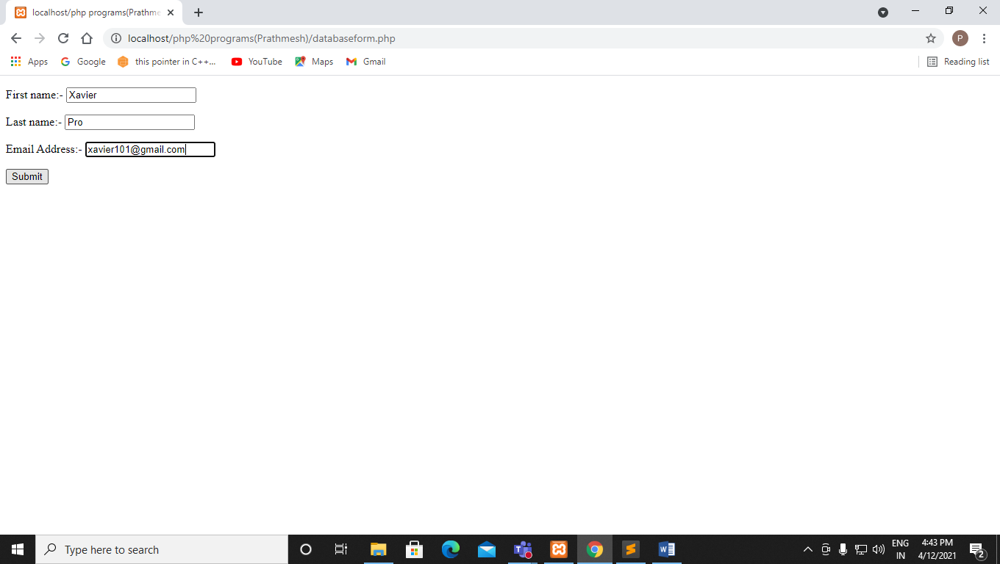 localhost/php programs(Prathme
localhost/php%20programs(Prathmesh)/databaseform.php
P
Apps Google this pointer in C++... YouTube Maps Gmail Reading list
First name:- Xavier
Last name:- Pro
Email Address:- xavier101@gmail.com
Submit
Type here to search
ENG
IN
4:43 PM
4/12/2021
2